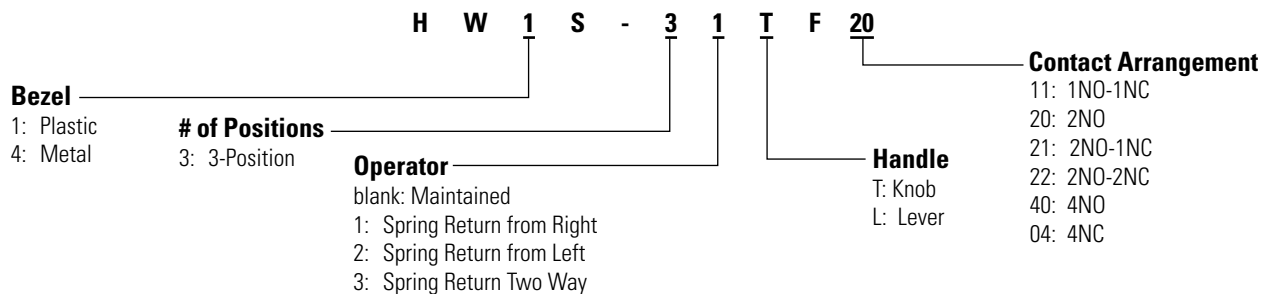 H W 1 S - 3 1 T F 20
Bezel
1: Plastic
4: Metal
# of Positions
3: 3-Position
Operator
blank: Maintained
1: Spring Return from Right
2: Spring Return from Left
3: Spring Return Two Way
Handle
T: Knob
L: Lever
Contact Arrangement
11: 1NO-1NC
20: 2NO
21: 2NO-1NC
22: 2NO-2NC
40: 4NO
04: 4NC